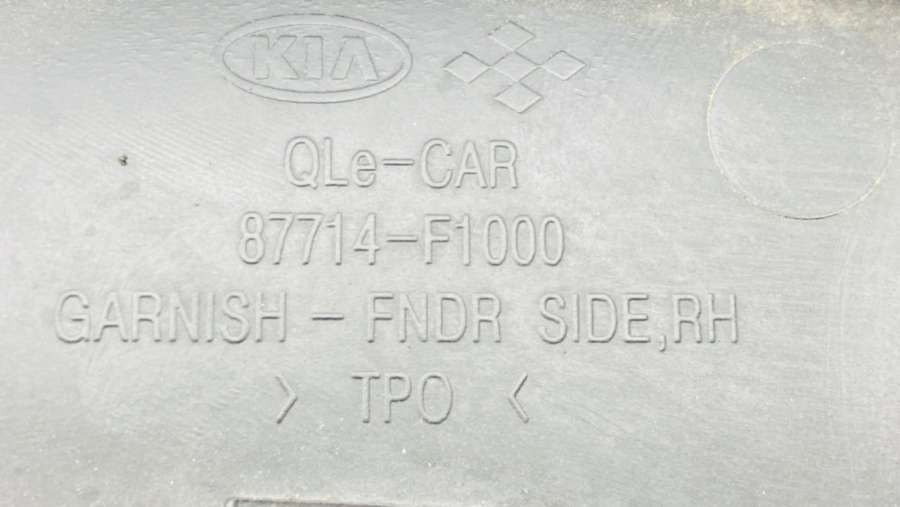 KIA
QLe-CAR
87714-F1000
GARNISH - FNDR SIDE,RH
> TPO <